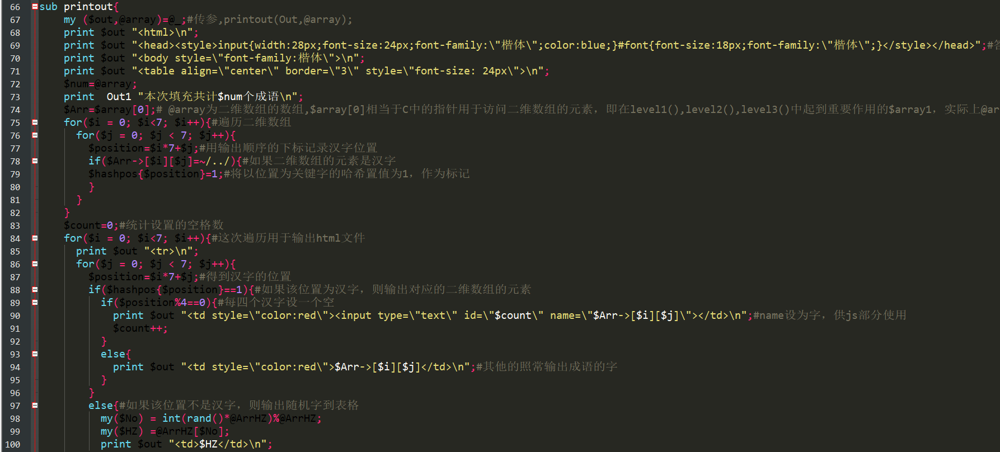 66 sub printout{
67 my ($out,@array)=@_;#传参,printout(Out,@array);
68 print $out "<html>\n";
69 print $out "<head><style>input{width:28px;font-size:24px;font-family:\"楷体\";color:blue;}#font{font-size:18px;font-family:\"楷体\";}</style></head>";#
70 print $out "<body style=\"font-family:楷体\">\n";
71 print $out "<table align=\"center\" border=\"3\" style=\"font-size: 24px\">\n";
72 $num=@array;
73 print  Out1 "本次填充共计$num个成语\n";
74 $Arr=$array[0];# @array为二维数组的数组,$array[0]相当于C中的指针用于访问二维数组的元素，即在level1(),level2(),level3()中起到重要作用的$array1，实际上@ar
75 for($i = 0; $i<7; $i++){#遍历二维数组
76 for($j = 0; $j < 7; $j++){
77 $position=$i*7+$j;#用输出顺序的下标记录汉字位置
78 if($Arr->[$i][$j]=~/../){#如果二维数组的元素是汉字
79 $hashpos{$position}=1;#将以位置为关键字的哈希置值为1，作为标记
80 }
81 }
82 }
83 $count=0;#统计设置的空格数
84 for($i = 0; $i<7; $i++){#这次遍历用于输出html文件
85 print $out "<tr>\n";
86 for($j = 0; $j < 7; $j++){
87 $position=$i*7+$j;#得到汉字的位置
88 if($hashpos{$position}==1){#如果该位置为汉字，则输出对应的二维数组的元素
89 if($position%4==0){#每四个汉字设一个空
90 print $out "<td style=\"color:red\"><input type=\"text\" id=\"$count\" name=\"$Arr->[$i][$j]\"></td>\n";#name设为字，供js部分使用
91 $count++;
92 }
93 else{
94 print $out "<td style=\"color:red\">$Arr->[$i][$j]</td>\n";#其他的照常输出成语的字
95 }
96 }
97 else{#如果该位置不是汉字，则输出随机字到表格
98 my($No) = int(rand()*@ArrHZ)%@ArrHZ;
99 my($HZ) =@ArrHZ[$No];
100 print $out "<td>$HZ</td>\n";